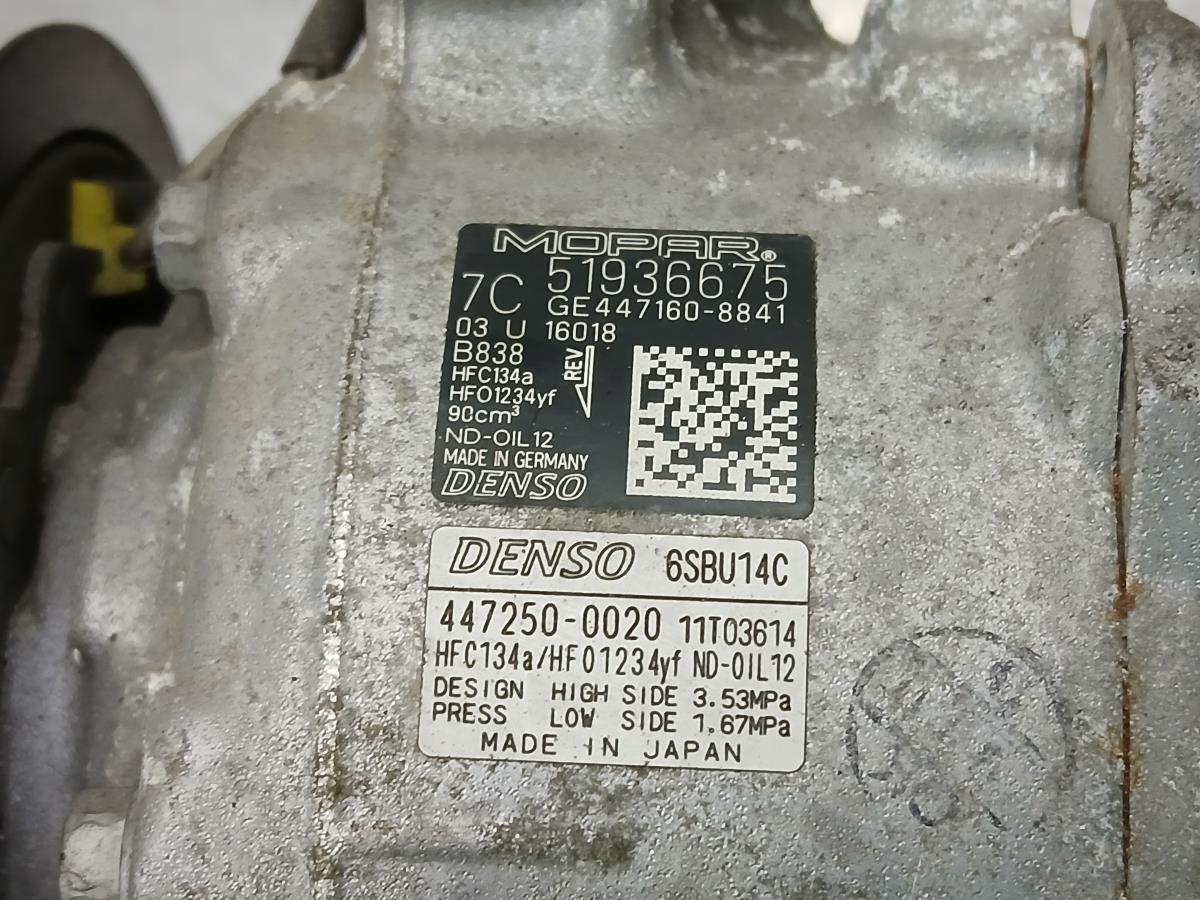 MOPAR®
7C 51936675
GE447160-8841
03 U 16018
B838
REV
HFC134a
HFO1234yf
90cm³
ND-OIL12
MADE IN GERMANY
DENSO
DENSO 6SBU14C
447250-0020 11T03614
HFC134a/HFO1234yf ND-OIL12
DESIGN HIGH SIDE 3.53MPa
PRESS LOW SIDE 1.67MPa
MADE IN JAPAN